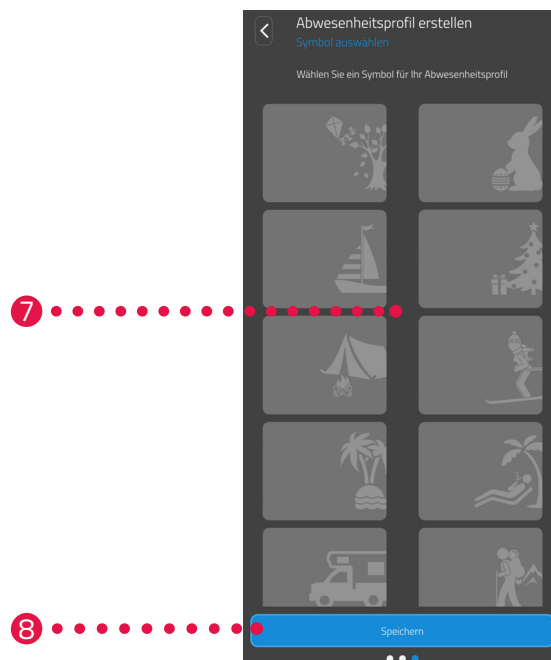 Abwesenheitsprofil erstellen
Symbol auswählen
Wählen Sie ein Symbol für Ihr Abwesenheitsprofil
7
8
Speichern